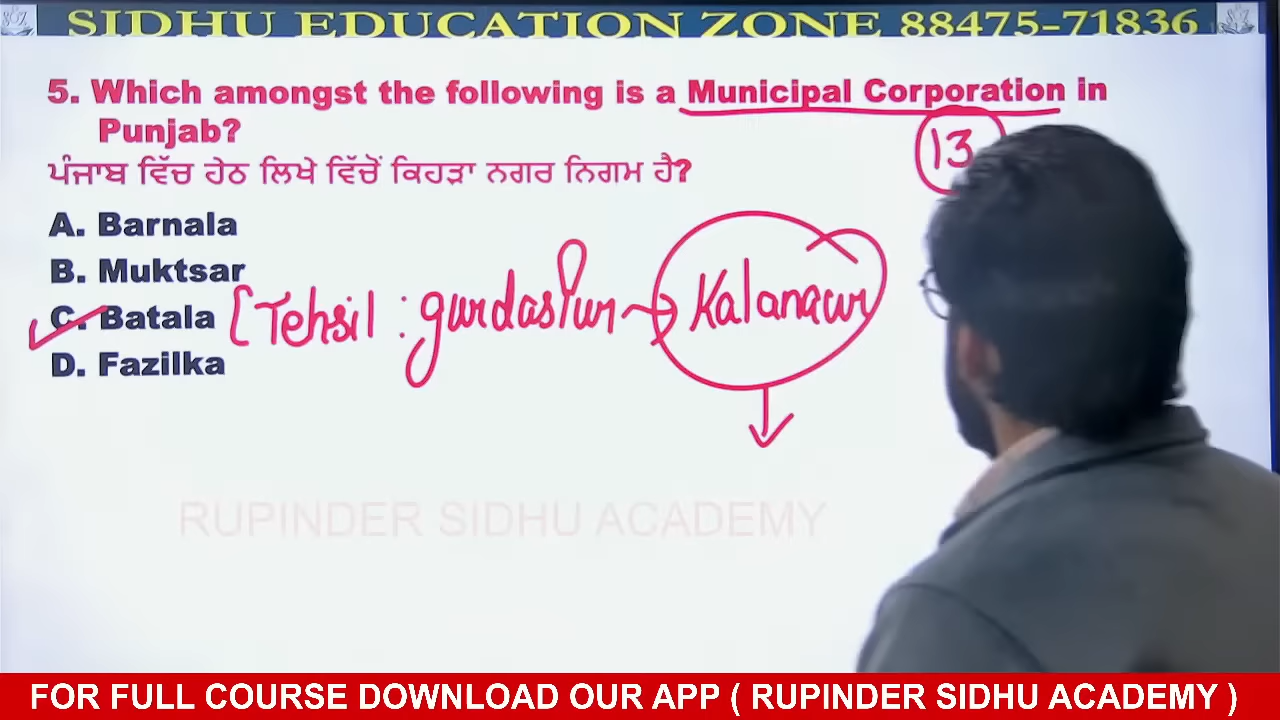 SIDHU EDUCATION ZONE 88475-71836
5. Which amongst the following is a Municipal Corporation in
Punjab?
13
ਪੰਜਾਬ ਵਿੱਚ ਹੇਠ ਲਿਖੇ ਵਿੱਚੋਂ ਕਿਹੜਾ ਨਗਰ ਨਿਗਮ ਹੈ?
A. Barnala
B. Muktsar
C. Batala [Tehsil : gurdaspur → Kalanaur
D. Fazilka
RUPINDER SIDHU ACADEMY
FOR FULL COURSE DOWNLOAD OUR APP ( RUPINDER SIDHU ACADEMY )